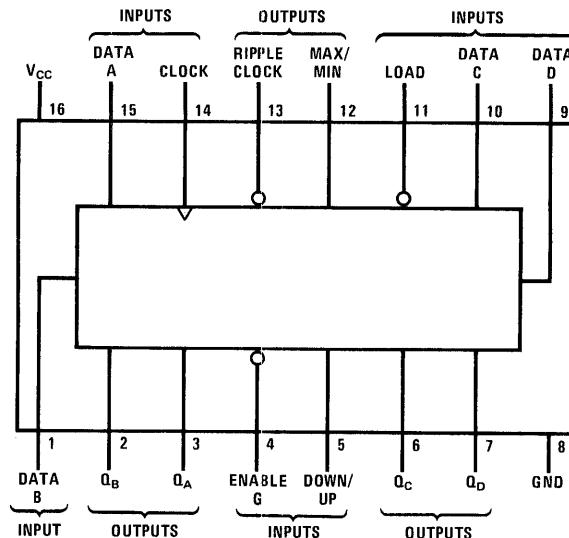 INPUTS OUTPUTS INPUTS
DATA RIPPLE MAX/ DATA DATA
VCC A CLOCK CLOCK MIN LOAD C D
16 15 14 13 12 11 10 9
1 2 3 4 5 6 7 8
DATA QB QA ENABLE DOWN/ QC QD GND
B G UP
INPUT OUTPUTS INPUTS OUTPUTS